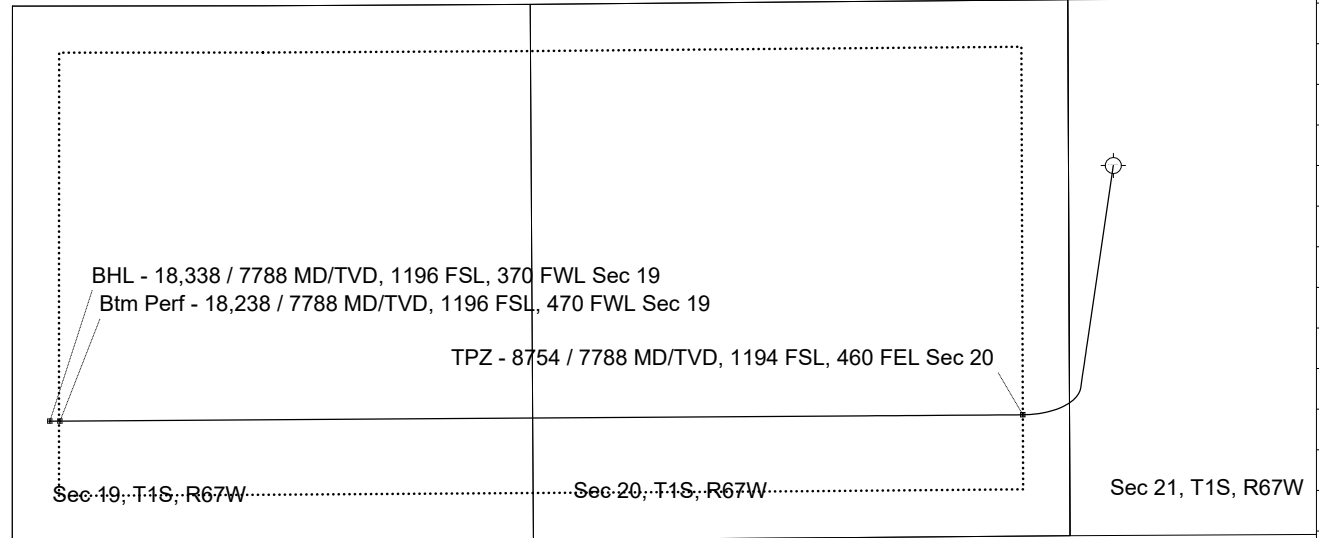 BHL - 18,338 / 7788 MD/TVD, 1196 FSL, 370 FWL Sec 19
Btm Perf - 18,238 / 7788 MD/TVD, 1196 FSL, 470 FWL Sec 19
TPZ - 8754 / 7788 MD/TVD, 1194 FSL, 460 FEL Sec 20
Sec 19, T1S, R67W
Sec 20, T1S, R67W
Sec 21, T1S, R67W